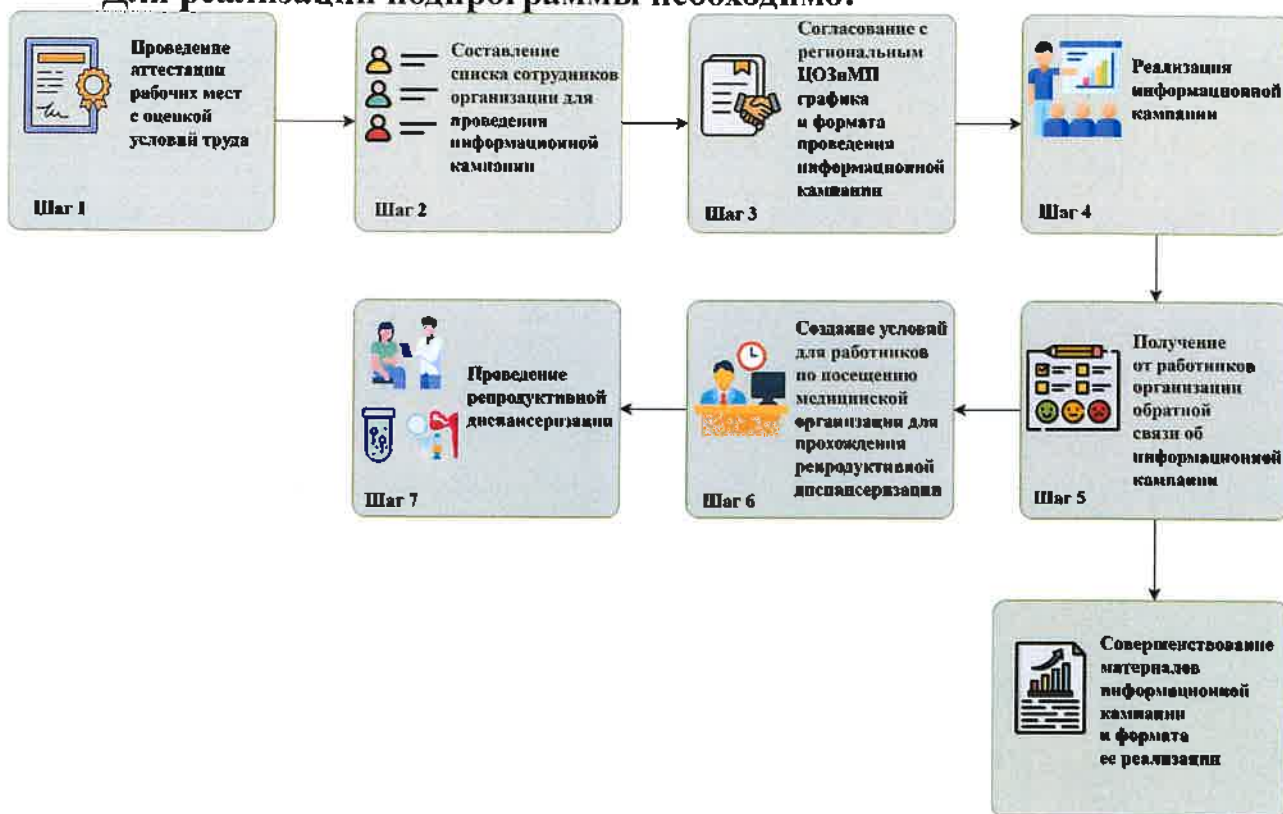 Для реализации подпрограммы необходимо:
Проведение
аттестации
рабочих мест
с оценкой
условий труда
Шаг 1
Составление
списка сотрудников
организации для
проведения
информационной
кампании
Шаг 2
Согласование с
региональным
ЦОЗиМП
графика
и формата
проведения
информационной
кампании
Шаг 3
Реализация
информационной
кампании
Шаг 4
Получение
от работников
организации
обратной
связи об
информационной
кампании
Шаг 5
Создание условий
для работников
по посещению
медицинской
организации для
прохождения
репродуктивной
диспансеризации
Шаг 6
Проведение
репродуктивной
диспансеризации
Шаг 7
Совершенствование
материалов
информационной
кампании
и формата
ее реализации